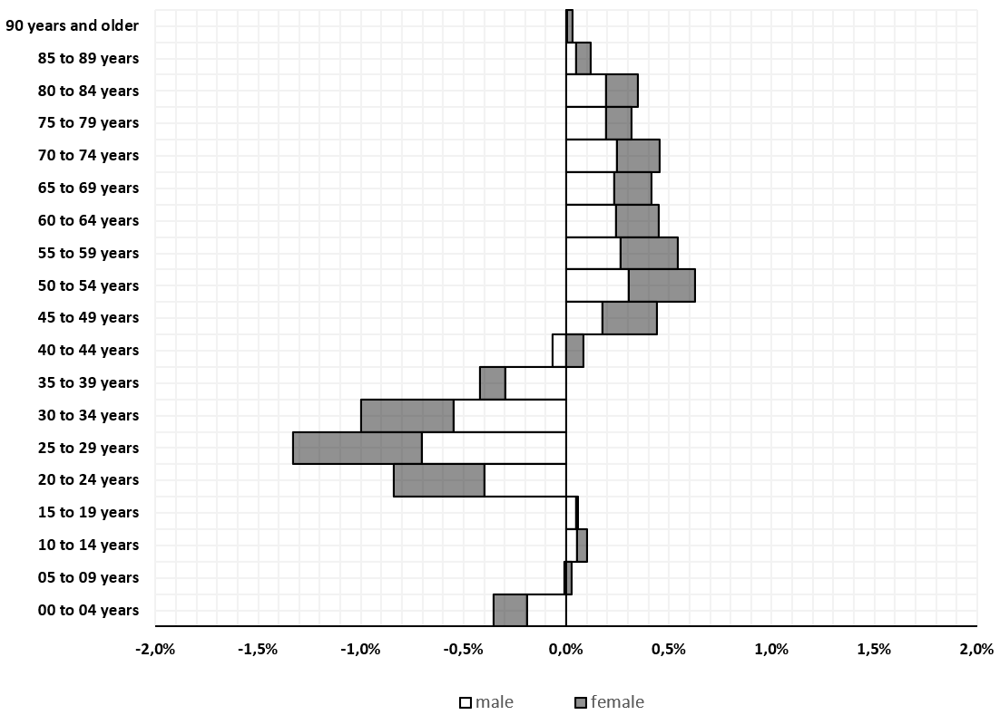 90 years and older
85 to 89 years
80 to 84 years
75 to 79 years
70 to 74 years
65 to 69 years
60 to 64 years
55 to 59 years
50 to 54 years
45 to 49 years
40 to 44 years
35 to 39 years
30 to 34 years
25 to 29 years
20 to 24 years
15 to 19 years
10 to 14 years
05 to 09 years
00 to 04 years
-2,0% -1,5% -1,0% -0,5% 0,0% 0,5% 1,0% 1,5% 2,0%
male female